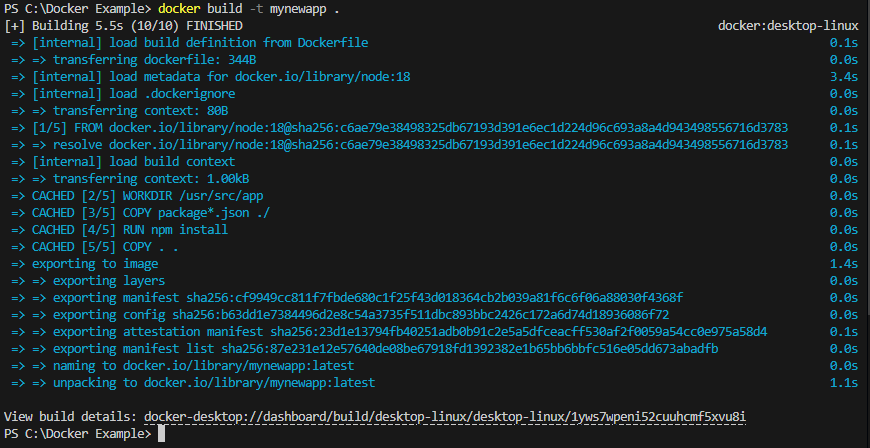 PS C:\Docker Example> docker build -t mynewapp .
[+] Building 5.5s (10/10) FINISHED docker:desktop-linux
=> [internal] load build definition from Dockerfile 0.1s
=> => transferring dockerfile: 344B 0.0s
=> [internal] load metadata for docker.io/library/node:18 3.4s
=> [internal] load .dockerignore 0.0s
=> => transferring context: 80B 0.0s
=> [1/5] FROM docker.io/library/node:18@sha256:c6ae79e38498325db67193d391e6ec1d224d96c693a8a4d943498556716d3783 0.1s
=> => resolve docker.io/library/node:18@sha256:c6ae79e38498325db67193d391e6ec1d224d96c693a8a4d943498556716d3783 0.1s
=> [internal] load build context 0.0s
=> => transferring context: 1.00kB 0.0s
=> CACHED [2/5] WORKDIR /usr/src/app 0.0s
=> CACHED [3/5] COPY package*.json ./ 0.0s
=> CACHED [4/5] RUN npm install 0.0s
=> CACHED [5/5] COPY . . 0.0s
=> exporting to image 1.4s
=> => exporting layers 0.0s
=> => exporting manifest sha256:cf9949cc811f7fbde680c1f25f43d018364cb2b039a81f6c6f06a88030f4368f 0.0s
=> => exporting config sha256:b63dd1e7384496d2e8c54a3735f511dbc893bbc2426c172a6d74d18936086f72 0.0s
=> => exporting attestation manifest sha256:23d1e13794fb40251adb0b91c2e5a5dfceacff530af2f0059a54cc0e975a58d4 0.1s
=> => exporting manifest list sha256:87e231e12e57640de08be67918fd1392382e1b65bb6bbfc516e05dd673abadfb 0.0s
=> => naming to docker.io/library/mynewapp:latest 0.0s
=> => unpacking to docker.io/library/mynewapp:latest 1.1s
View build details: docker-desktop://dashboard/build/desktop-linux/desktop-linux/1yws7wpeni52cuuhcmf5xvu8i
PS C:\Docker Example>